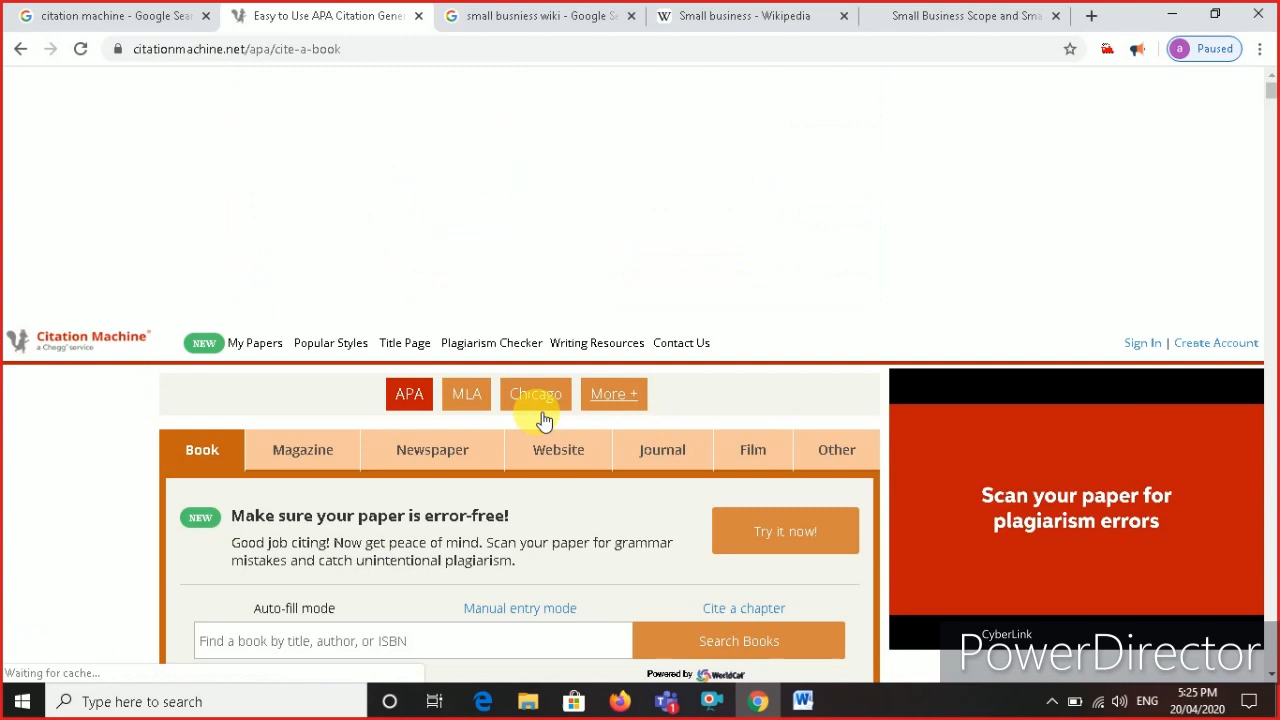 citation machine - Google Sear
Easy to Use APA Citation Gener
small busniess wiki - Google Se
Small business - Wikipedia
Small Business Scope and Sma
citationmachine.net/apa/cite-a-book
a Paused
Citation Machine®
a Chegg service
NEW My Papers Popular Styles Title Page Plagiarism Checker Writing Resources Contact Us
Sign In | Create Account
APA MLA Chicago More +
Book Magazine Newspaper Website Journal Film Other
NEW Make sure your paper is error-free!
Good job citing! Now get peace of mind. Scan your paper for grammar
mistakes and catch unintentional plagiarism.
Try it now!
Scan your paper for
plagiarism errors
Auto-fill mode Manual entry mode Cite a chapter
Find a book by title, author, or ISBN Search Books
Powered by WorldCat
CyberLink
PowerDirector
Waiting for cache...
Type here to search
1
ENG
5:25 PM
20/04/2020